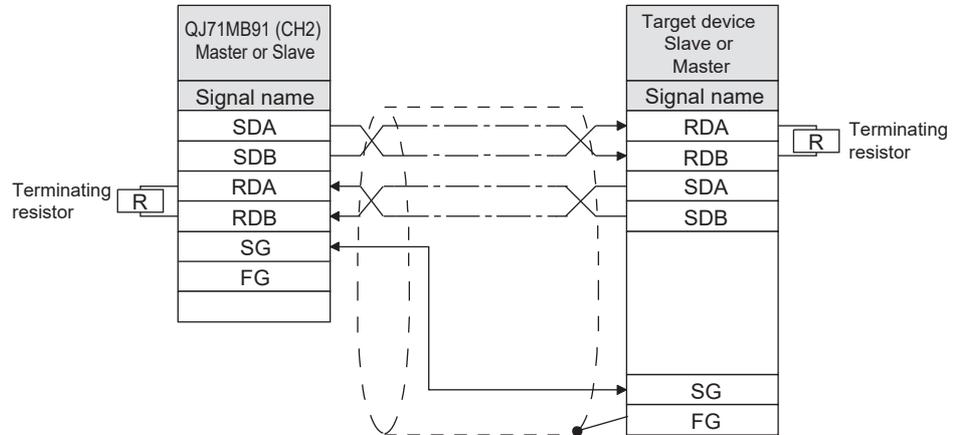 QJ71MB91 (CH2)
Master or Slave
Signal name
SDA
SDB
RDA
RDB
SG
FG
Terminating
resistor
R
Target device
Slave or
Master
Signal name
RDA
RDB
SDA
SDB
SG
FG
R
Terminating
resistor